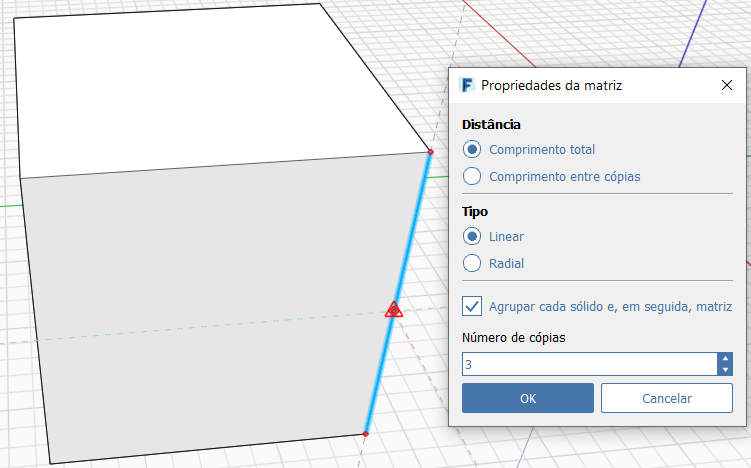 Propriedades da matriz
Distância
Comprimento total
Comprimento entre cópias
Tipo
Linear
Radial
Agrupar cada sólido e, em seguida, matriz
Número de cópias
3
OK
Cancelar